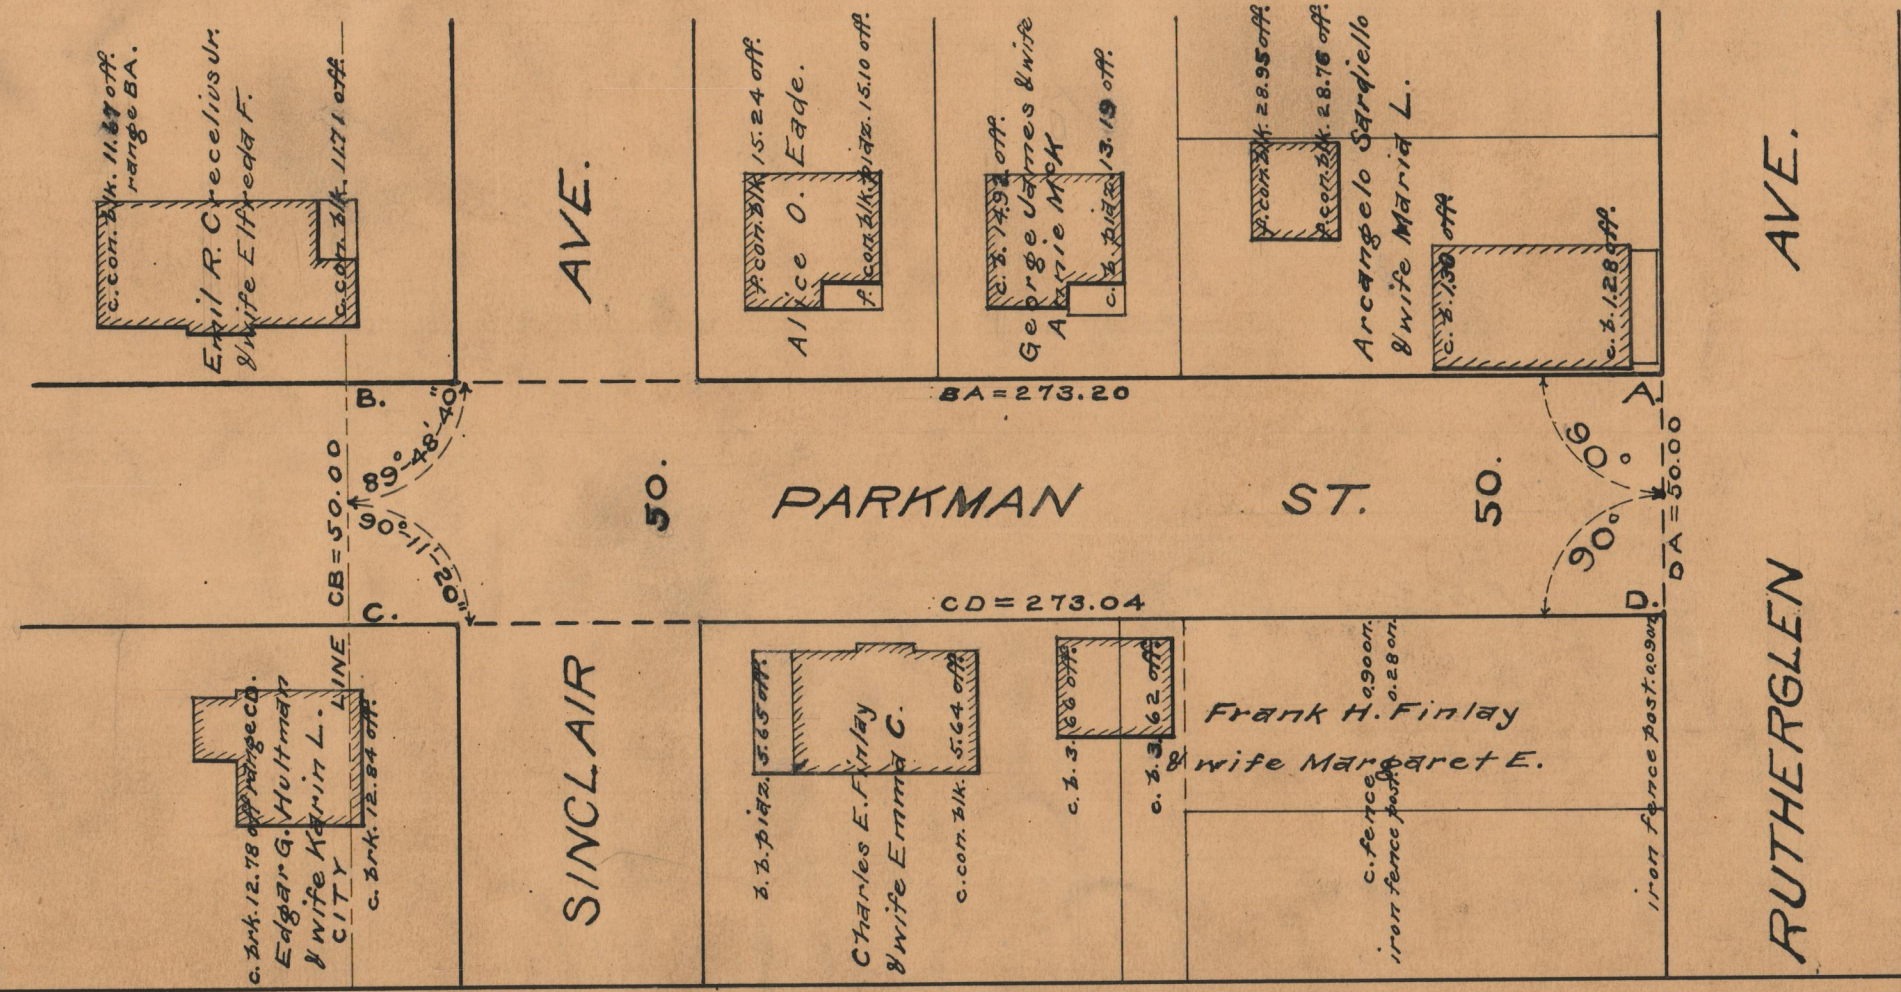 c.con.blk. 11.67 off.
range BA.
Emil R. Crecelius Jr.
& wife Elfreda F.
c.con.blk. 11.71 off.
AVE.
f.con.blk. 15.24 off.
Alice O. Eade.
f.con.blk.piaz. 15.10 off.
c.b. 14.92 off.
George James & wife
Annie McK
c.b.piaz. 13.19 off.
f.con.blk. 28.95 off.
f.con.blk. 28.76 off.
Arcangelo Sardiello
& wife Maria L.
c.b. 1.30 off.
c.b. 1.28 off.
AVE.
B.
BA=273.20
A.
89°-48'-40"
90°-11'-20"
CB=50.00
50.
PARKMAN ST.
50.
90°
90°
DA=50.00
C.
CD=273.04
D.
c.brk. 12.78 off range CD.
Edgar G. Hultman
& wife Karin L.
CITY LINE
c.brk. 12.84 off.
SINCLAIR
b.b.piaz. 5.65 off.
Charles E. Finlay
& wife Emma C.
c.con.blk. 5.64 off.
c.b. 3.66 off.
c.b. 3.62 off.
Frank H. Finlay
& wife Margaret E.
c.fence 0.90 on.
iron fence post 0.28 on.
iron fence post 0.09 on.
RUTHERGLEN